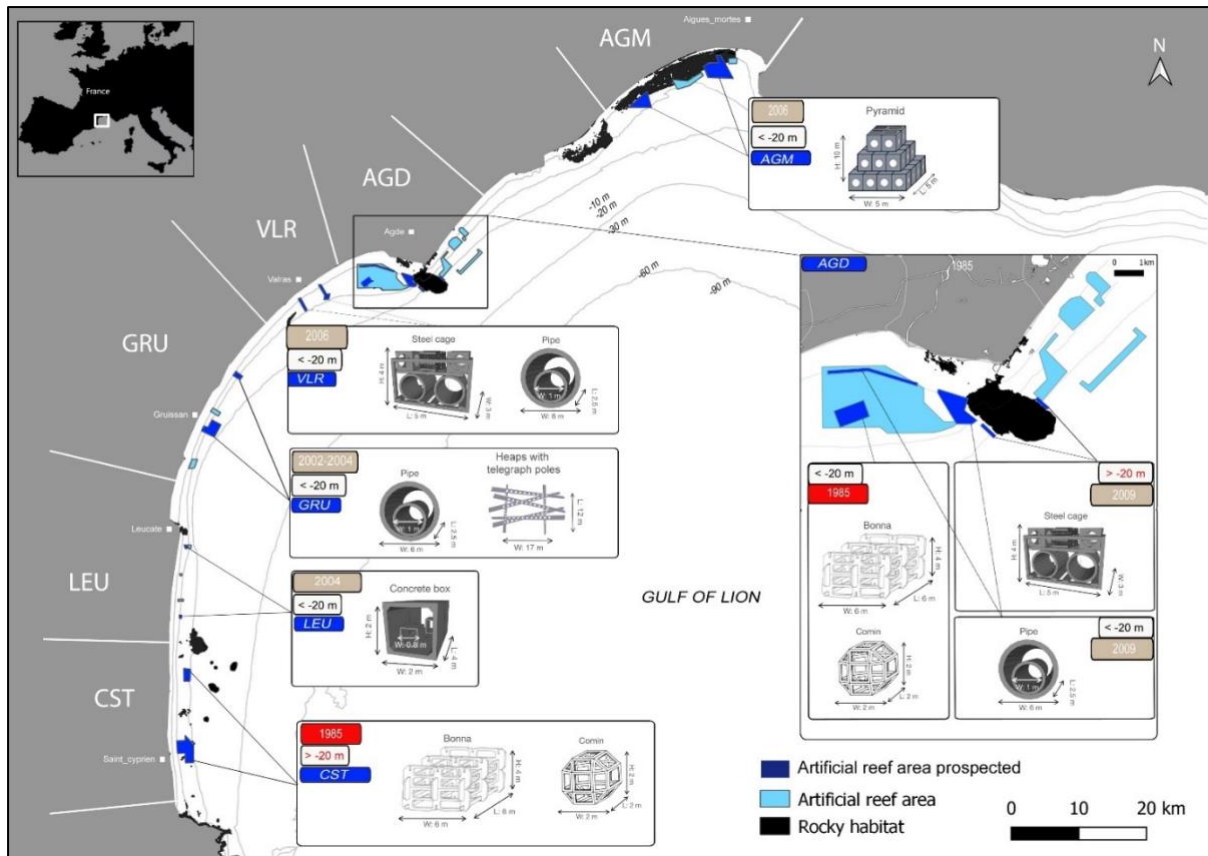 France
AGM
Aigues_mortes
N
2006
< -20 m
AGM
Pyramid
H: 10 m
W: 5 m
L: 5 m
AGD
Agde
-10 m
-20 m
-30 m
-60 m
-90 m
VLR
Valras
2006
< -20 m
VLR
Steel cage
H: 4 m
L: 5 m
W: 3 m
Pipe
W: 1 m
L: 2,5 m
W: 6 m
GRU
Gruissan
2002-2004
< -20 m
GRU
Pipe
W: 1 m
L: 2,5 m
W: 6 m
Heaps with
telegraph poles
L: 12 m
W: 17 m
LEU
Leucate
2004
< -20 m
LEU
Concrete box
H: 2 m
W: 0.8 m
L: 4 m
W: 2 m
CST
Saint_cyprien
1985
> -20 m
CST
Bonna
H: 4 m
W: 6 m
L: 6 m
Comin
H: 2 m
W: 2 m
L: 2 m
GULF OF LION
AGD
1985
0 1km
< -20 m
1985
Bonna
H: 4 m
W: 6 m
L: 6 m
Comin
H: 2 m
W: 2 m
L: 2 m
> -20 m
2009
Steel cage
H: 4 m
L: 5 m
W: 3 m
< -20 m
2009
Pipe
W: 1 m
L: 2,5 m
W: 6 m
Artificial reef area prospected
Artificial reef area
Rocky habitat
0 10 20 km